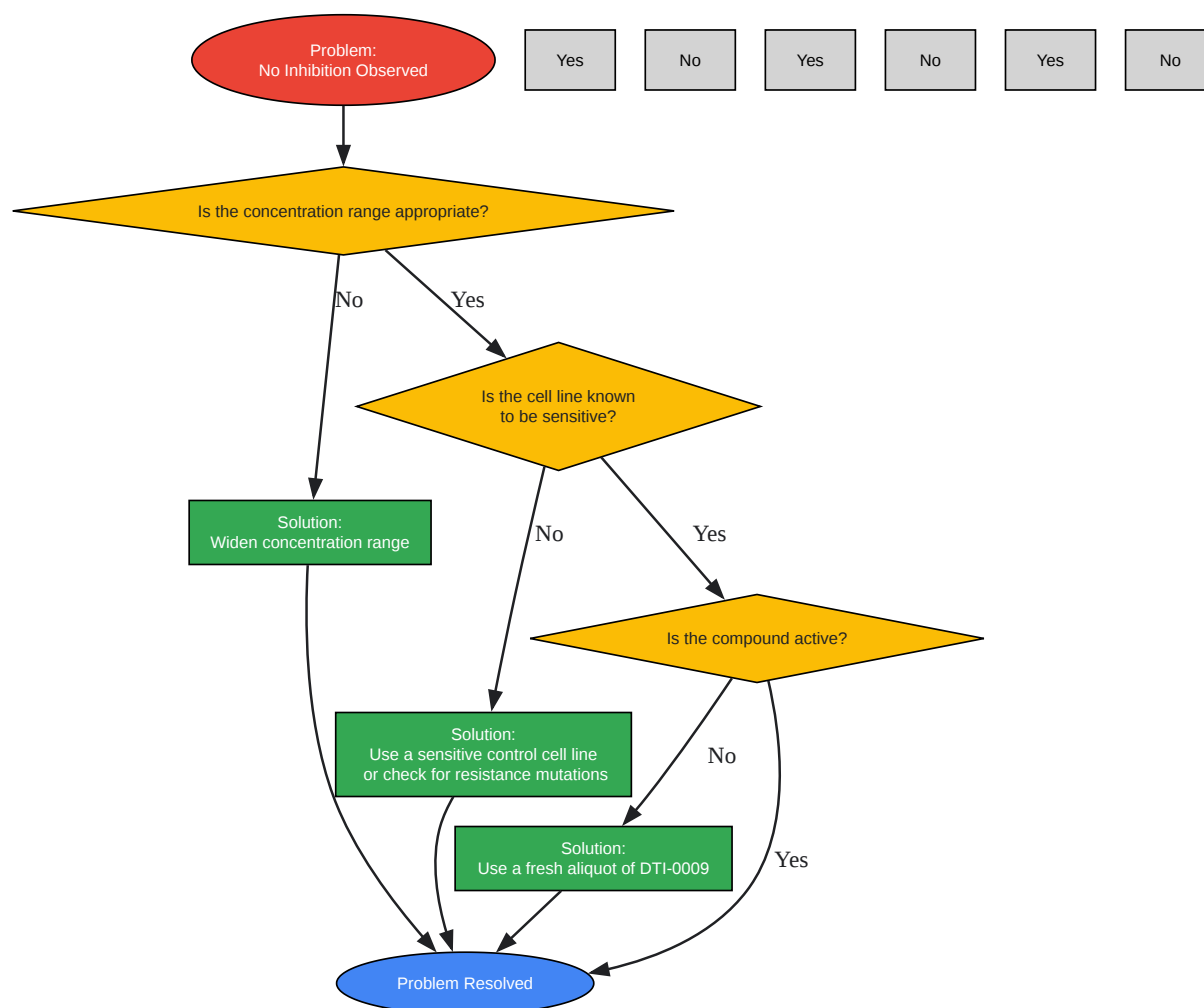 Problem:
No Inhibition Observed
Yes
No
Yes
No
Yes
No
Is the concentration range appropriate?
No
Yes
Is the cell line known
to be sensitive?
Solution:
Widen concentration range
No
Yes
Is the compound active?
Solution:
Use a sensitive control cell line
or check for resistance mutations
No
Solution:
Use a fresh aliquot of DTI-0009
Yes
Problem Resolved